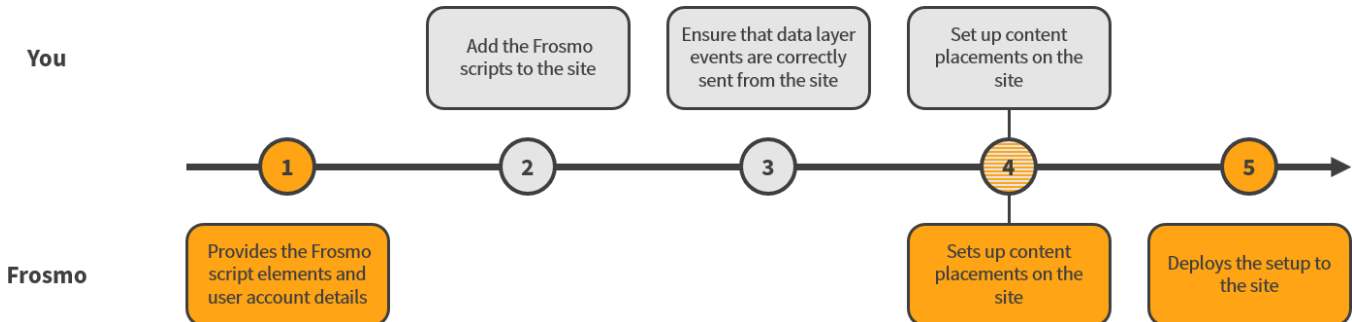 You
Add the Frosmo
scripts to the site
Ensure that data layer
events are correctly
sent from the site
Set up content
placements on the
site
1
2
3
4
5
Frosmo
Provides the Frosmo
script elements and
user account details
Sets up content
placements on the
site
Deploys the setup to
the site